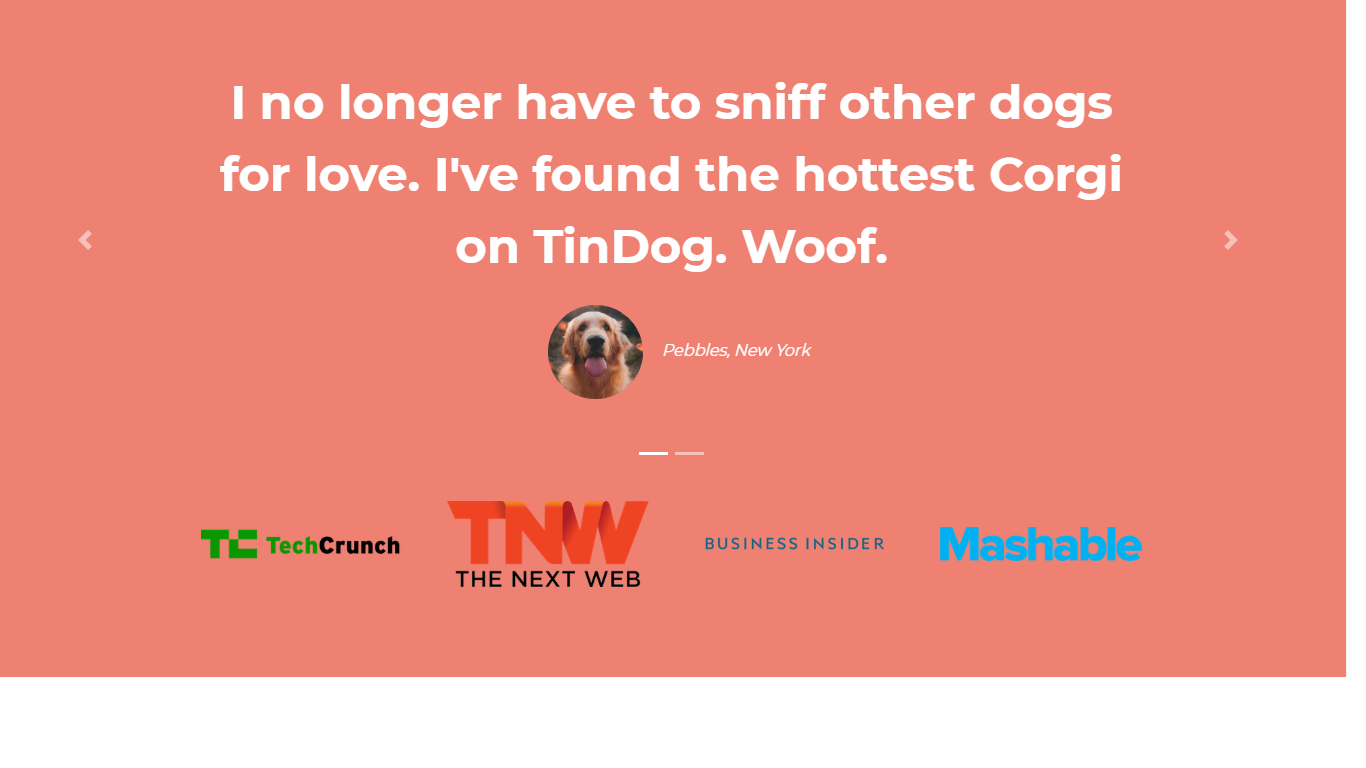 I no longer have to sniff other dogs
for love. I've found the hottest Corgi
on TinDog. Woof.
Pebbles, New York
TC TechCrunch
TNW
THE NEXT WEB
BUSINESS INSIDER
Mashable